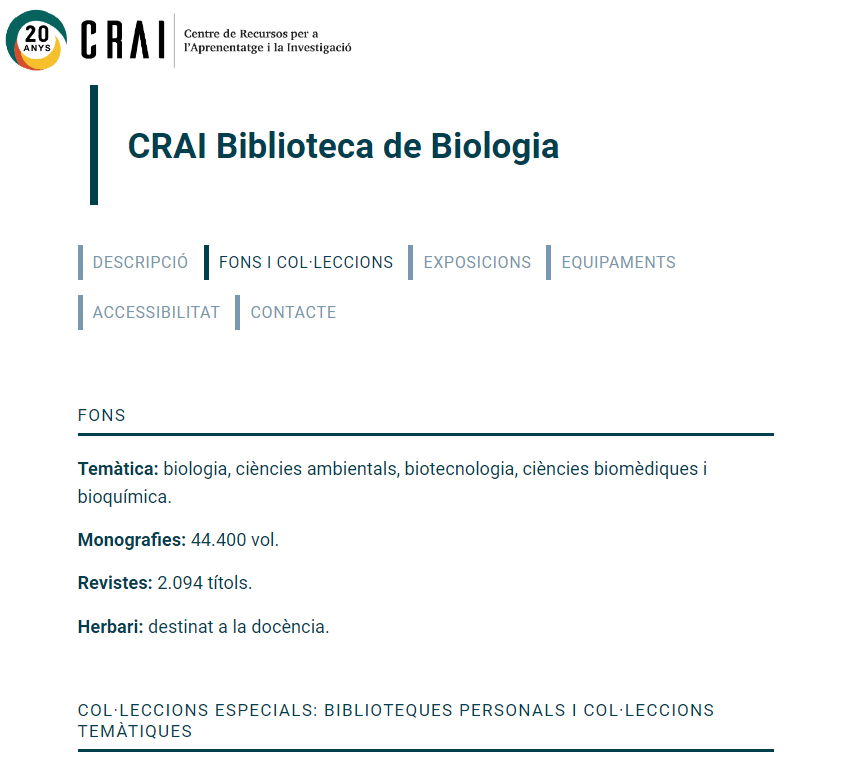 20
ANYS
CRAI
Centre de Recursos per a
l'Aprenentatge i la Investigació
CRAI Biblioteca de Biologia
DESCRIPCIÓ FONS I COL·LECCIONS EXPOSICIONS EQUIPAMENTS
ACCESSIBILITAT CONTACTE
FONS
Temàtica: biologia, ciències ambientals, biotecnologia, ciències biomèdiques i
bioquímica.
Monografies: 44.400 vol.
Revistes: 2.094 títols.
Herbari: destinat a la docència.
COL·LECCIONS ESPECIALS: BIBLIOTEQUES PERSONALS I COL·LECCIONS
TEMÀTIQUES